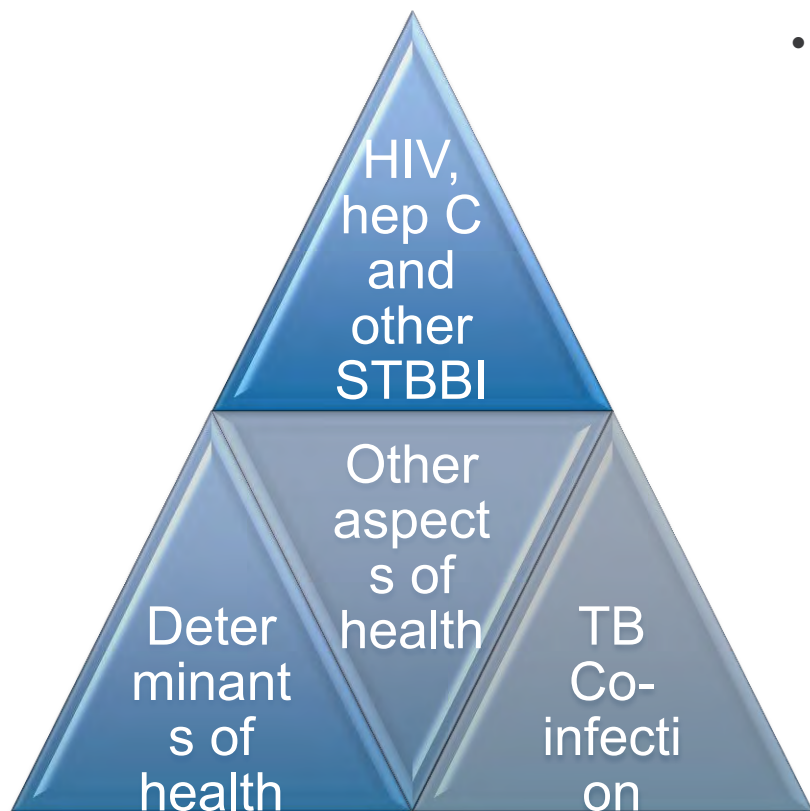 •
HIV,
hep C
and
other
STBBI
Other
aspect
s of
health
Deter
minant
s of
health
TB
Co-
infecti
on